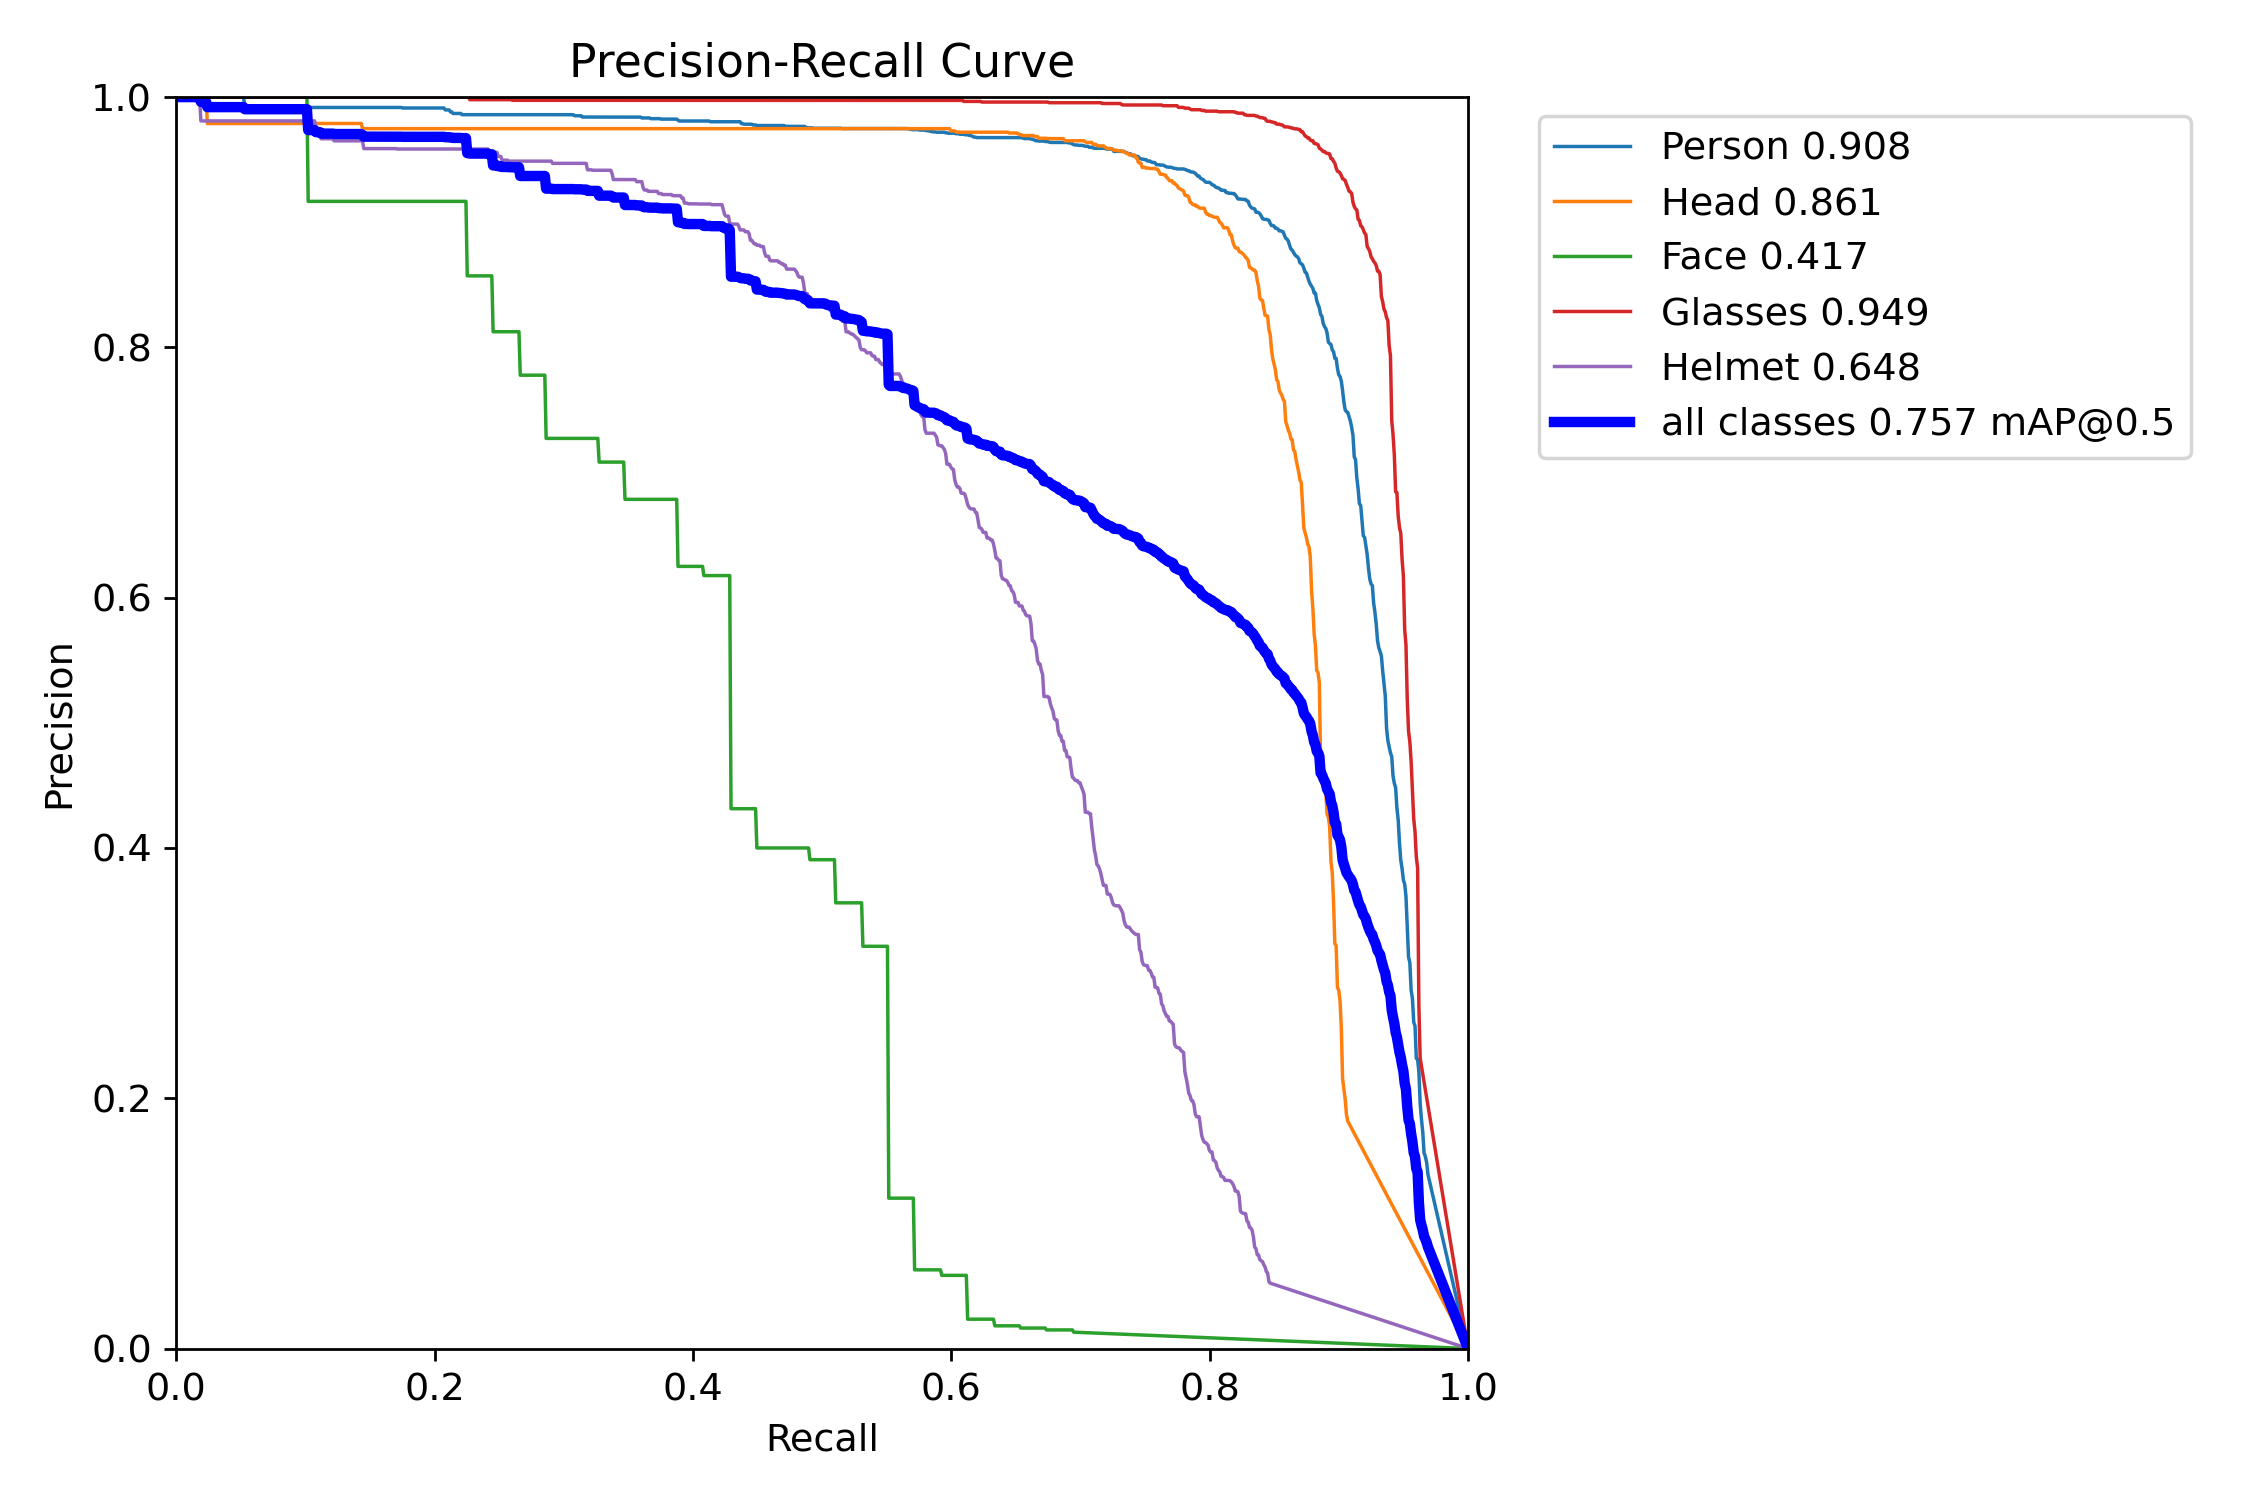 Precision-Recall Curve
1.0
0.8
0.6
0.4
0.2
0.0
Precision
0.0 0.2 0.4 0.6 0.8 1.0
Recall
Person 0.908
Head 0.861
Face 0.417
Glasses 0.949
Helmet 0.648
all classes 0.757 mAP@0.5